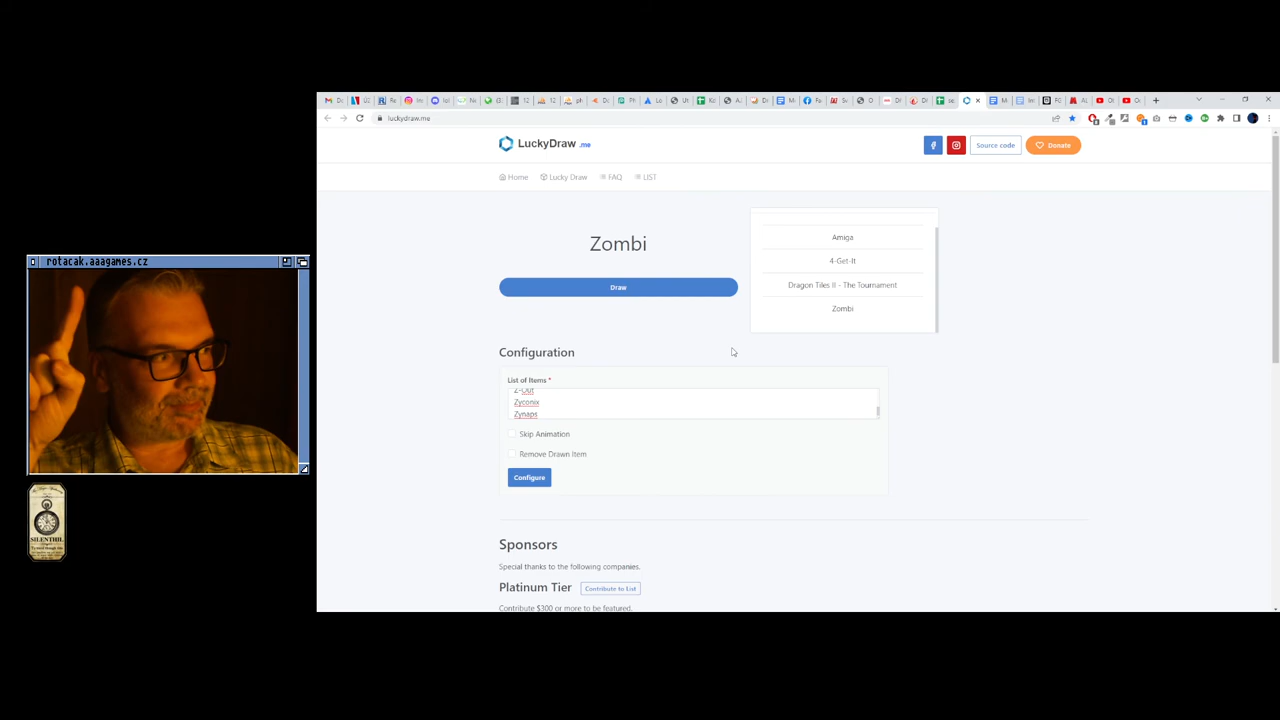 luckydraw.me
LuckyDraw .me
Source code
Donate
Home
Lucky Draw
FAQ
LIST
Zombi
Draw
Amiga
4-Get-It
Dragon Tiles II - The Tournament
Zombi
rotacak.aaagames.cz
Configuration
List of Items *
Z-Out
Zyconix
Zynaps
Skip Animation
Remove Drawn Item
Configure
SILENTHILL
Sponsors
Special thanks to the following companies.
Platinum Tier
Contribute to List
Contribute $300 or more to be featured.